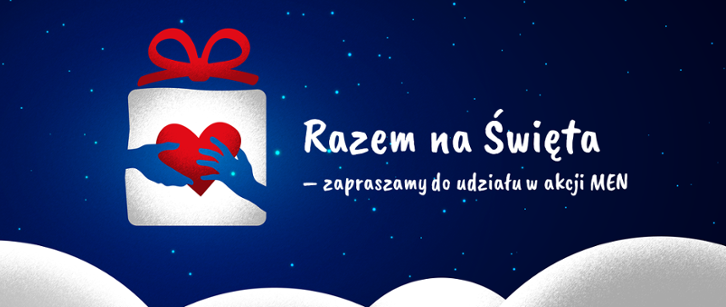 Razem na Święta
– zapraszamy do udziału w akcji MEN